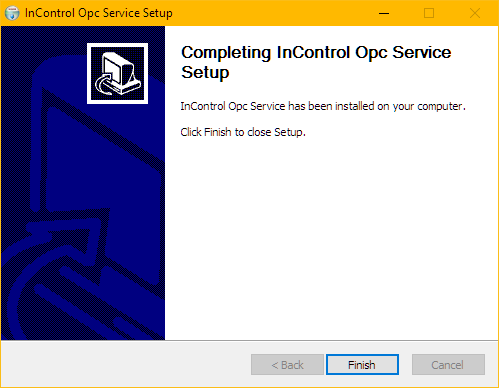 InControl Opc Service Setup
Completing InControl Opc Service
Setup
InControl Opc Service has been installed on your computer.
Click Finish to close Setup.
< Back
Finish
Cancel